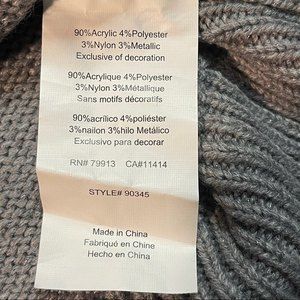 90%Acrylic 4%Polyester
3%Nylon 3%Metallic
Exclusive of decoration
90%Acrylique 4%Polyester
3%Nylon 3%Métallique
Sans motifs décoratifs
90%acrílico 4%poliéster
3%nailon 3%hilo Metálico
Exclusivo para decorar
RN# 79913 CA#11414
STYLE# 90345
Made in China
Fabriqué en Chine
Hecho en China